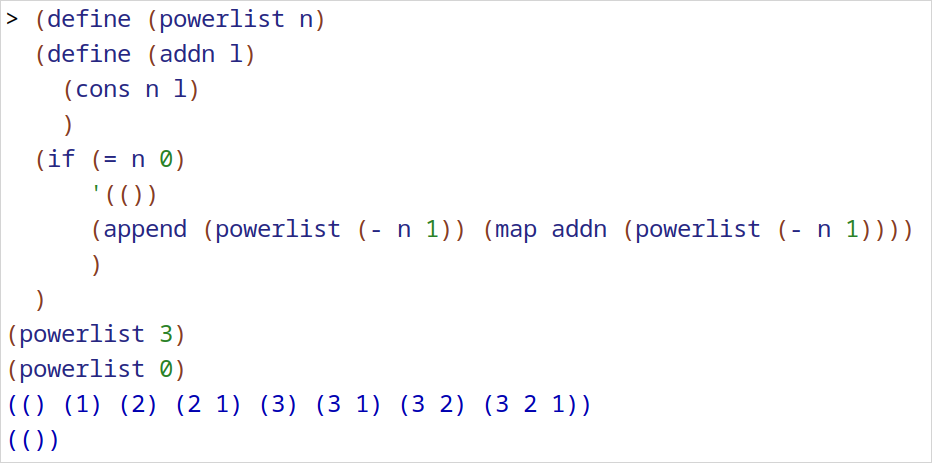 > (define (powerlist n)
(define (addn l)
(cons n l)
)
(if (= n 0)
'(())
(append (powerlist (- n 1)) (map addn (powerlist (- n 1))))
)
)
(powerlist 3)
(powerlist 0)
(() (1) (2) (2 1) (3) (3 1) (3 2) (3 2 1))
(())